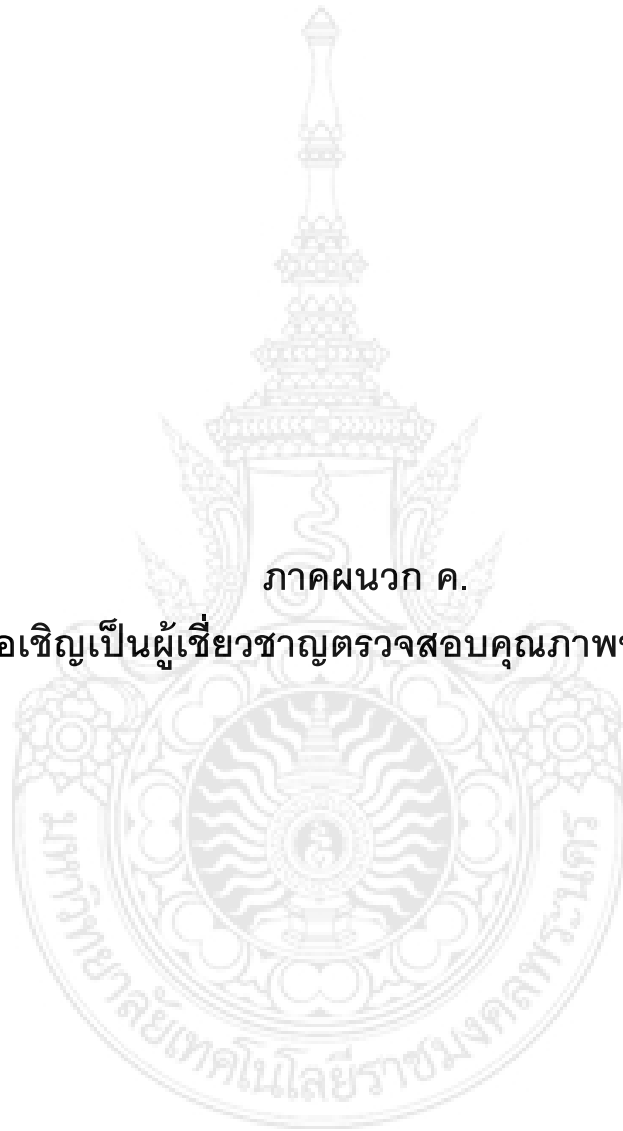 ภาคผนวก ค.
อเชิญเป็นผู้เชี่ยวชาญตรวจสอบคุณภาพ
มหาวิทยาลัยเทคโนโลยีราชมงคลพระนคร